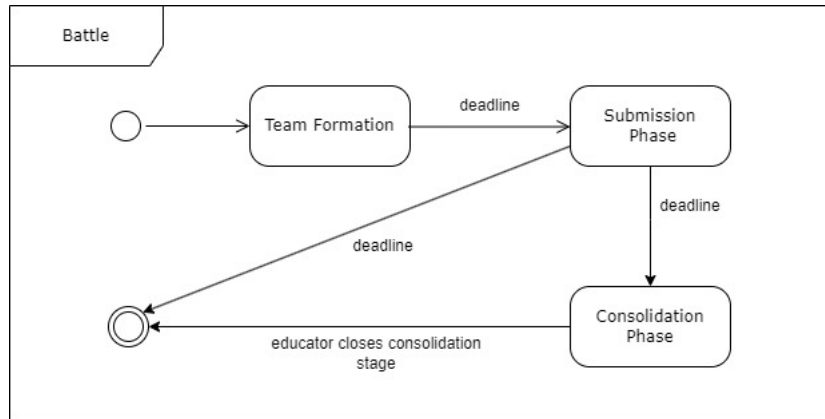 Battle
Team Formation
deadline
Submission
Phase
deadline
deadline
Consolidation
Phase
educator closes consolidation
stage